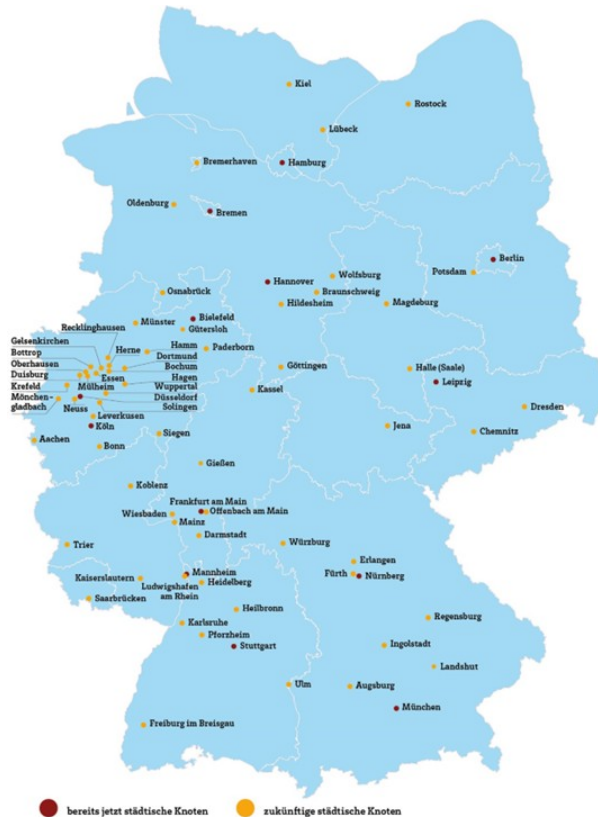 Kiel
Rostock
Lübeck
Bremerhaven
Hamburg
Oldenburg
Bremen
Berlin
Potsdam
Wolfsburg
Hannover
Braunschweig
Osnabrück
Hildesheim
Magdeburg
Recklinghausen
Münster
Bielefeld
Gütersloh
Gelsenkirchen
Herne
Hamm
Paderborn
Bottrop
Dortmund
Oberhausen
Bochum
Göttingen
Halle (Saale)
Duisburg
Essen
Hagen
Leipzig
Krefeld
Mülheim
Wuppertal
Kassel
Mönchen-
gladbach
Neuss
Düsseldorf
Solingen
Dresden
Leverkusen
Köln
Siegen
Jena
Chemnitz
Aachen
Bonn
Gießen
Koblenz
Frankfurt am Main
Wiesbaden
Offenbach am Main
Mainz
Darmstadt
Würzburg
Trier
Erlangen
Mannheim
Fürth
Nürnberg
Kaiserslautern
Ludwigshafen
am Rhein
Heidelberg
Saarbrücken
Heilbronn
Regensburg
Karlsruhe
Pforzheim
Ingolstadt
Stuttgart
Landshut
Ulm
Augsburg
München
Freiburg im Breisgau
bereits jetzt städtische Knoten
zukünftige städtische Knoten